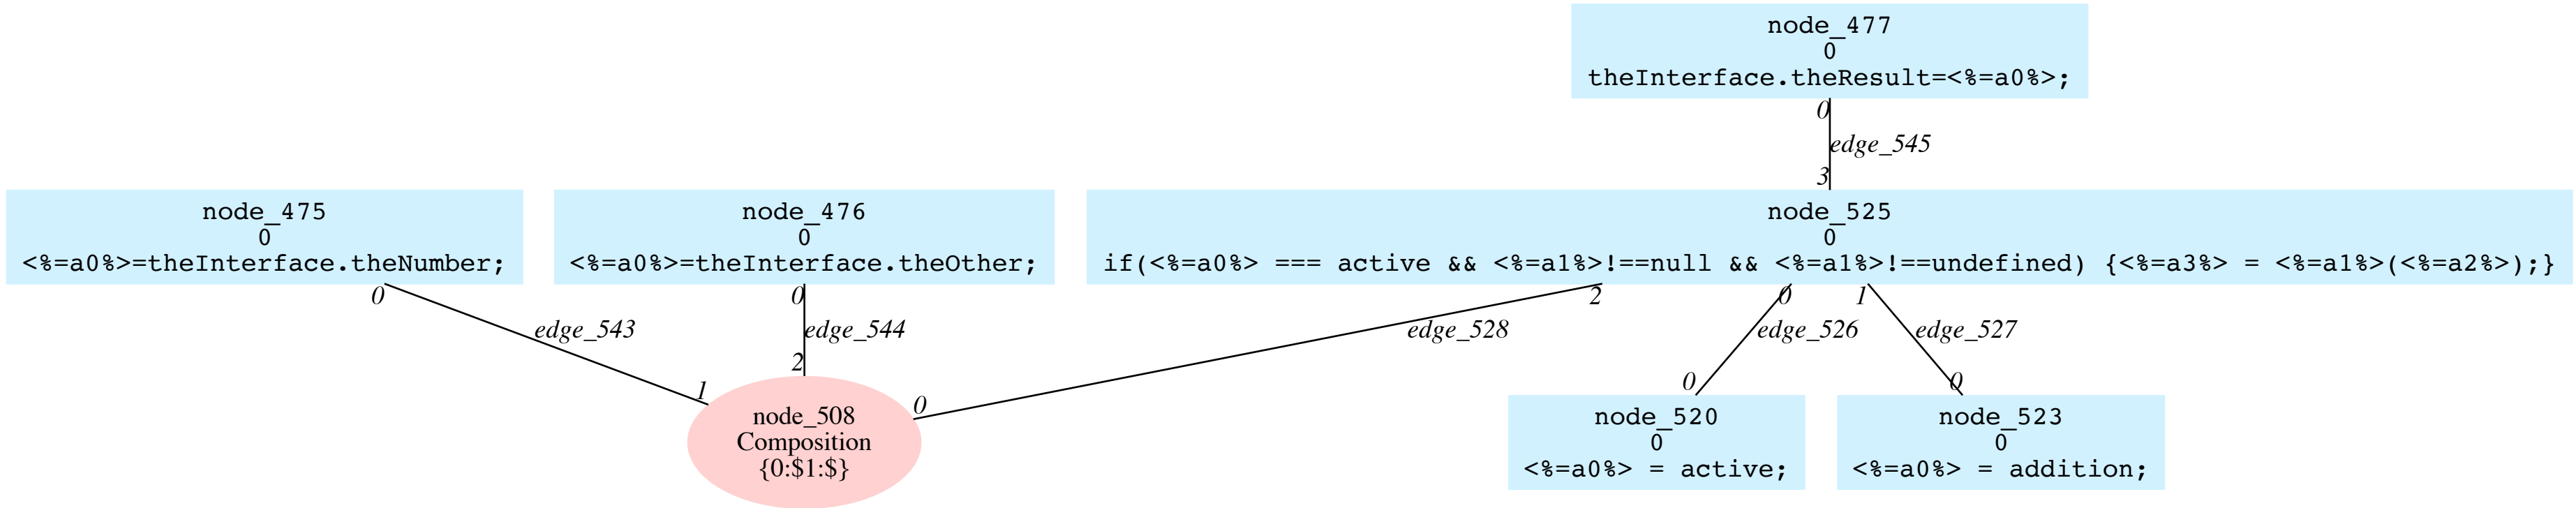 node_477
0
theInterface.theResult=<%=a0%>;
0
edge_545
3
node_475
0
<%=a0%>=theInterface.theNumber;
node_476
0
<%=a0%>=theInterface.theOther;
node_525
0
if(<%=a0%> === active && <%=a1%>!==null && <%=a1%>!==undefined) {<%=a3%> = <%=a1%>(<%=a2%>);}
0
0
2
0
1
edge_543
edge_544
edge_528
edge_526
edge_527
1
2
0
0
0
node_508
Composition
{0:$1:$}
node_520
0
<%=a0%> = active;
node_523
0
<%=a0%> = addition;